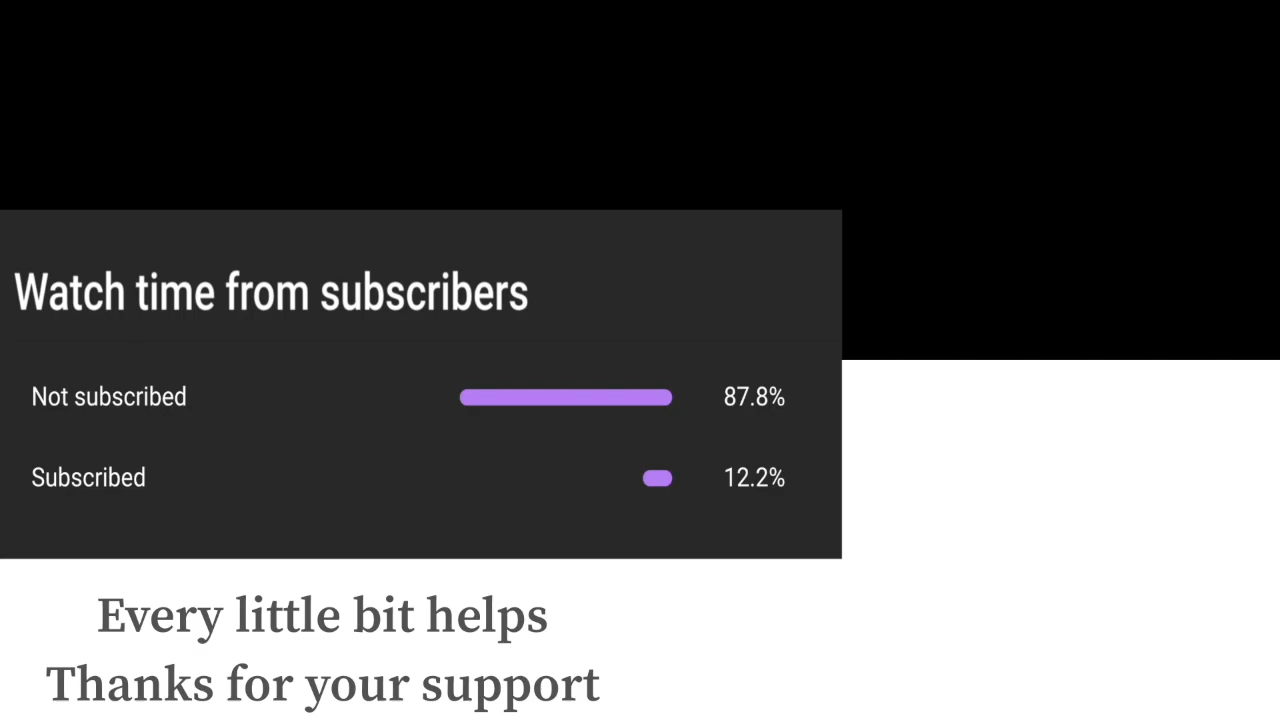 Watch time from subscribers
Not subscribed 87.8%
Subscribed 12.2%
Every little bit helps
Thanks for your support